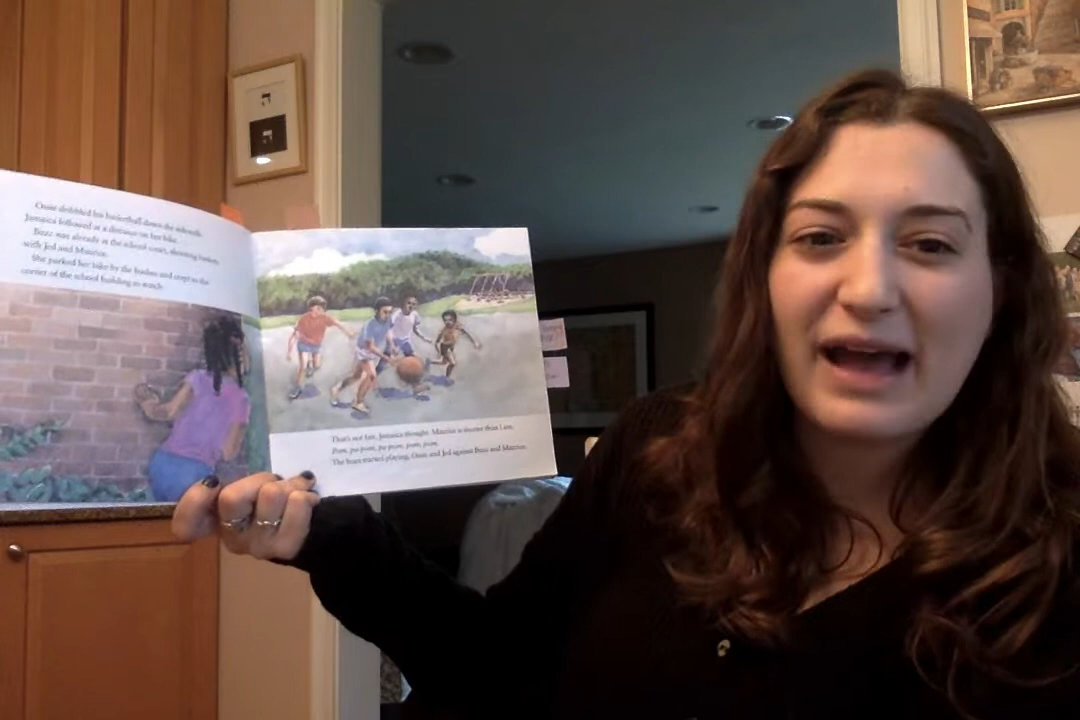 Ossie dribbled his basketball down the sidewalk.
Jamaica followed at a distance on her bike.
Buzz was already at the school court, shooting baskets
with Jed and Maurice.
She parked her bike by the bushes and crept to the
corner of the school building to watch.
That's not fair, Jamaica thought. Maurice is shorter than I am.
Pom, pa-pom, pa-pom, pom, pom.
The boys started playing, Ossie and Jed against Buzz and Maurice.
ה